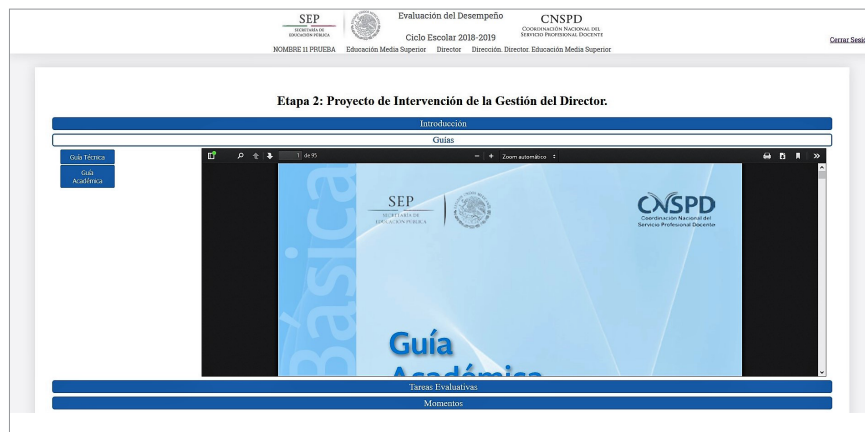 SEP
SECRETARÍA DE
EDUCACIÓN PÚBLICA
Evaluación del Desempeño
Ciclo Escolar 2018-2019
CNSPD
COORDINACIÓN NACIONAL DEL
SERVICIO PROFESIONAL DOCENTE
Cerrar Sesió
NOMBRE 11 PRUEBA Educación Media Superior Director Dirección. Director. Educación Media Superior
Etapa 2: Proyecto de Intervención de la Gestión del Director.
Introducción
Guías
Guía Técnica
Guía
Académica
1 de 95
Zoom automático
Básica
SEP
SECRETARÍA DE
EDUCACIÓN PÚBLICA
CNSPD
Coordinación Nacional del
Servicio Profesional Docente
Guía
Académica
Tareas Evaluativas
Momentos